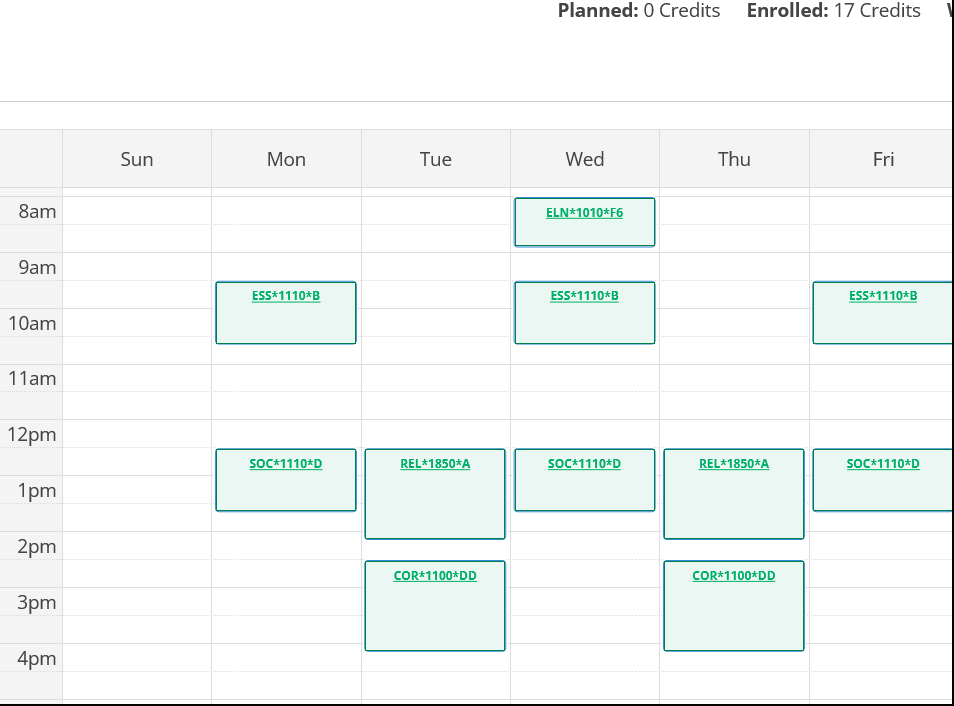 Planned: 0 Credits Enrolled: 17 Credits
Sun Mon Tue Wed Thu Fri
8am ELN*1010*F6
9am
ESS*1110*B ESS*1110*B ESS*1110*B
10am
11am
12pm
SOC*1110*D REL*1850*A SOC*1110*D REL*1850*A SOC*1110*D
1pm
2pm
COR*1100*DD COR*1100*DD
3pm
4pm